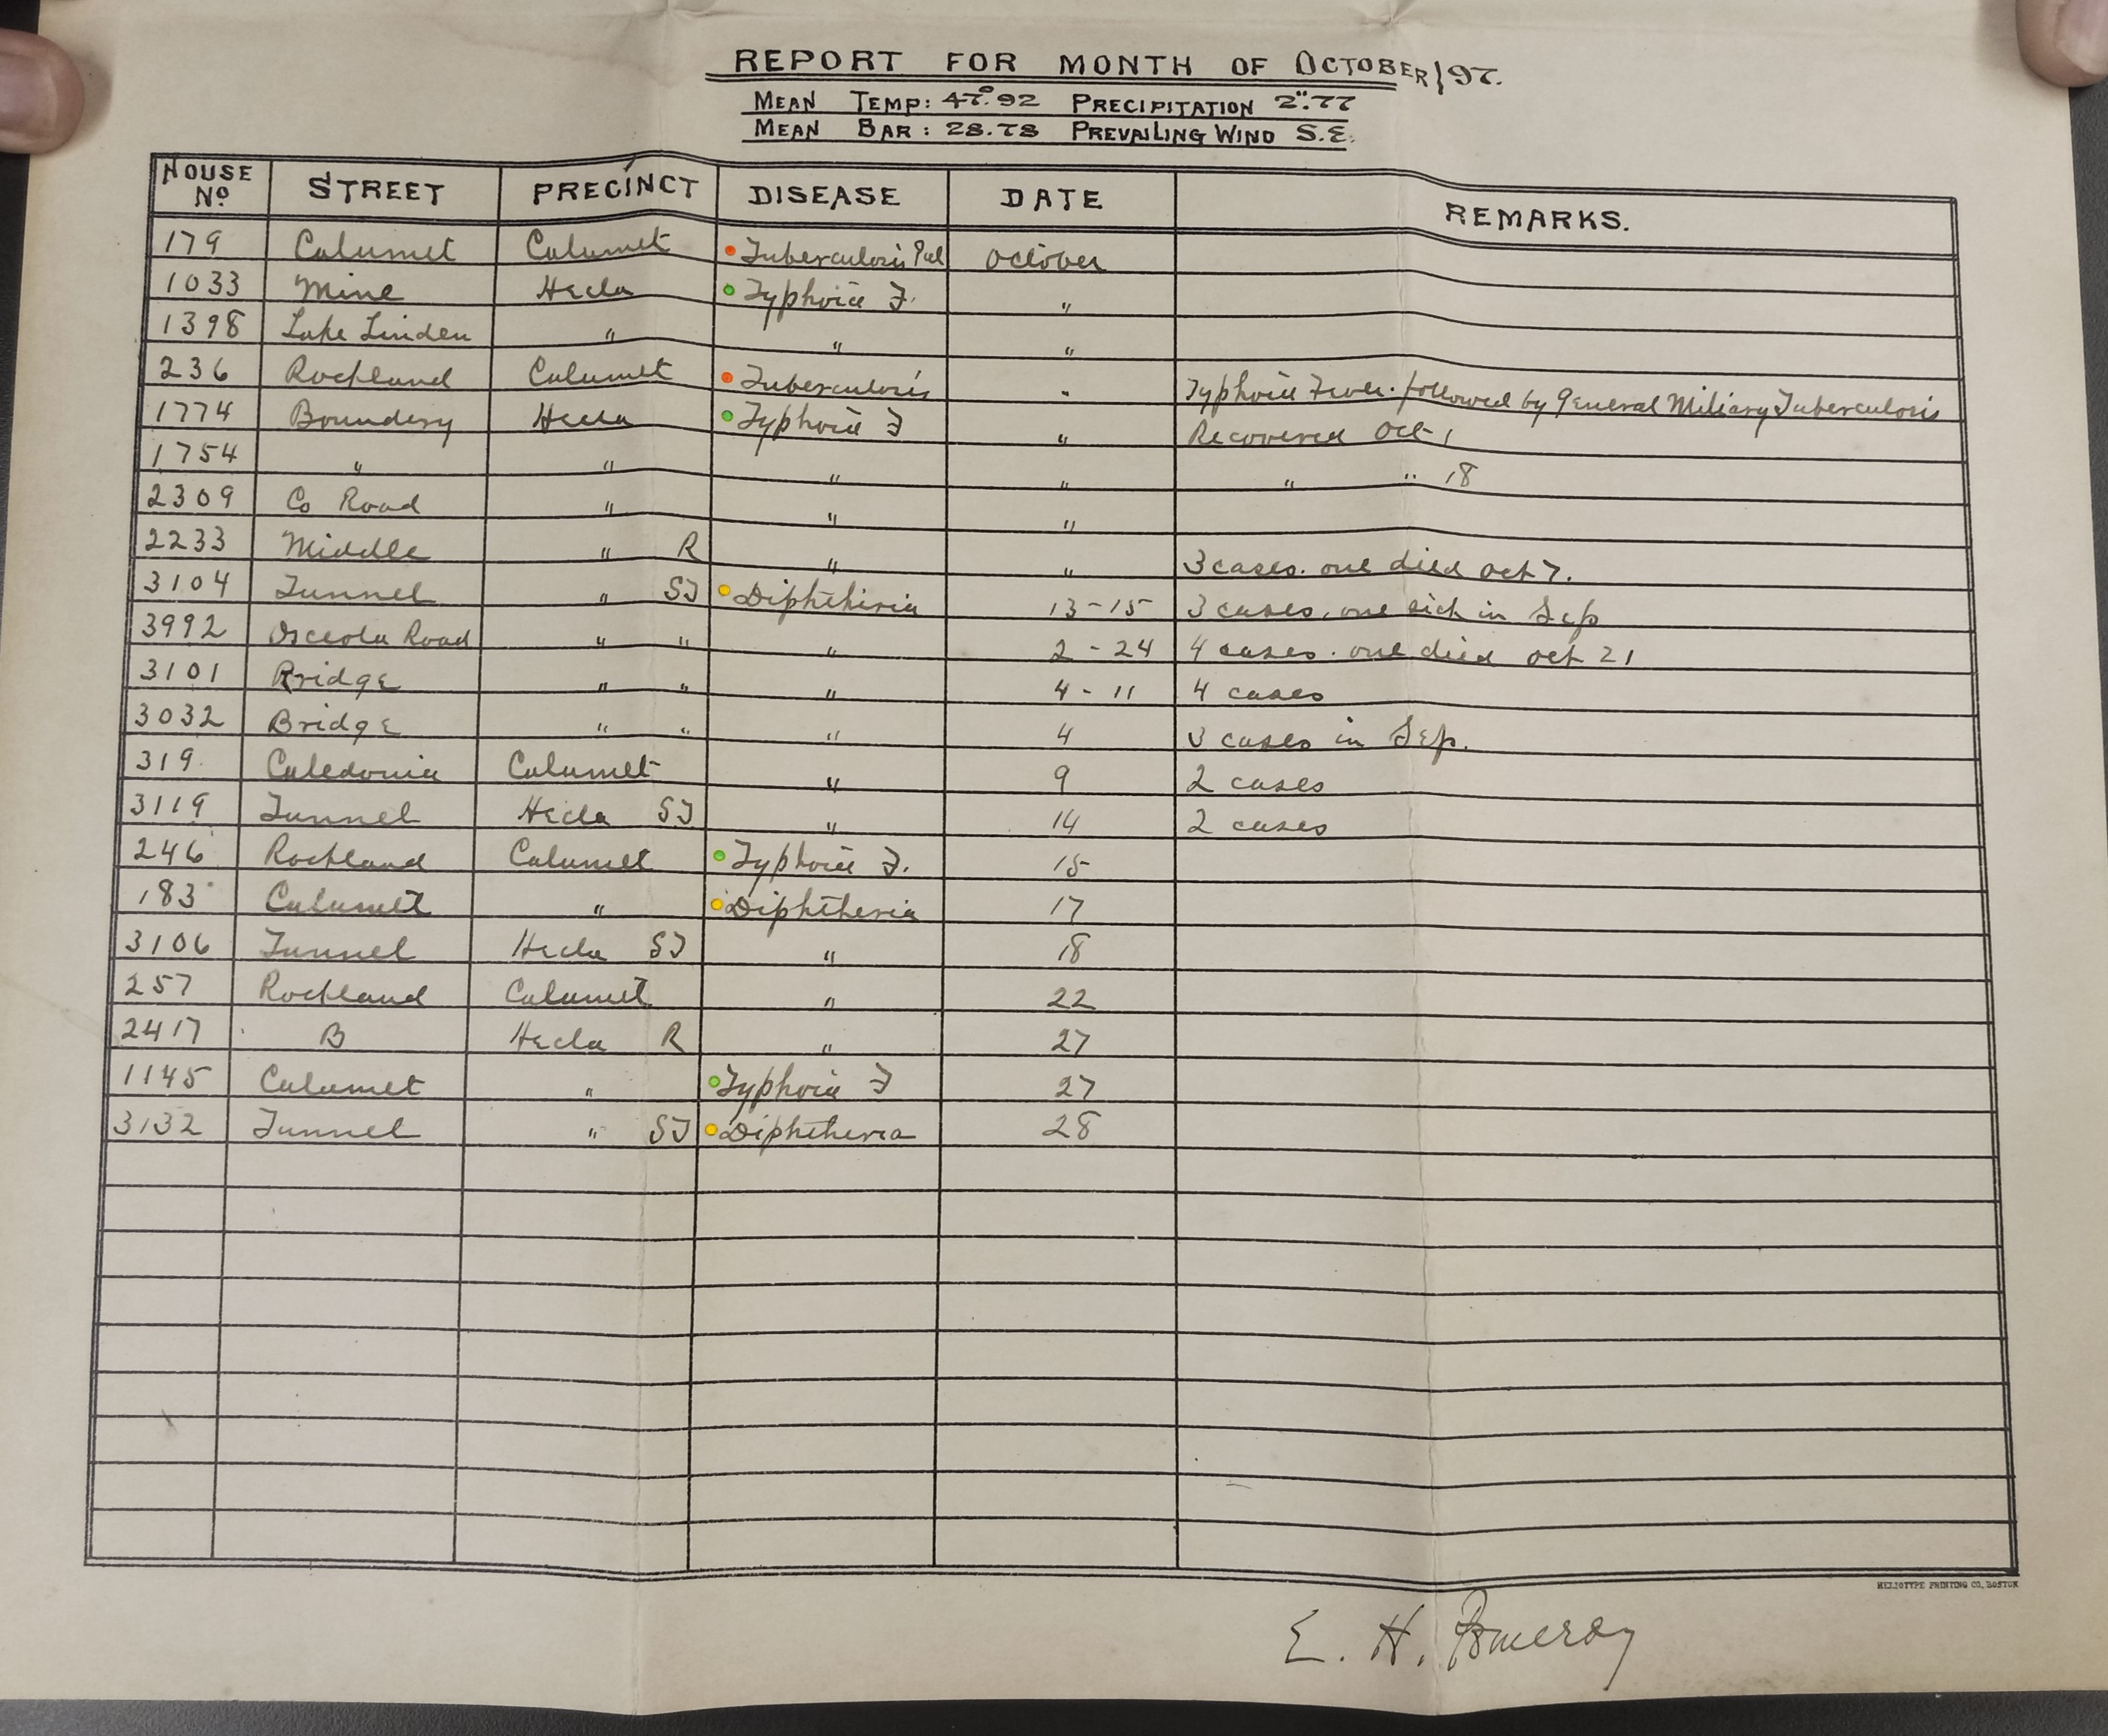 REPORT FOR MONTH OF OCTOBER/97.
MEAN TEMP: 47°.92 PRECIPITATION 2".77
MEAN BAR: 28.78 PREVAILING WIND S.E.
HOUSE No. STREET PRECINCT DISEASE DATE REMARKS.
179 Calumet Calumet Tuberculosis Pul October
1033 Mine Hecla Typhoid F. "
1398 Lake Linden " " "
236 Rockland Calumet Tuberculosis " Typhoid Fever. followed by General Miliary Tuberculosis
1774 Boundery Hecla Typhoid F " Recovered Oct 1
1754 " " " " " " 18
2309 Co Road " " "
2233 Middle " R " " 3 cases. one died Oct 7.
3104 Tunnel " SJ Diphtheria 13-15 3 cases, one sick in Sep
3992 Osceola Road " " " 2-24 4 cases. one died oct 21
3101 Bridge " " " 4-11 4 cases
3032 Bridge " " " 4 3 cases in Sep.
319. Caledonia Calumet " 9 2 cases
3119 Tunnel Hecla SJ " 14 2 cases
246 Rockland Calumet Typhoid F. 15
183 Calumet " Diphtheria 17
3106 Tunnel Hecla SJ " 18
257 Rockland Calumet " 22
2417 B Hecla R " 27
1145 Calumet " Typhoid F 27
3132 Tunnel " SJ Diphtheria 28
HELIOTYPE PRINTING CO., BOSTON
E. H. Pomeroy